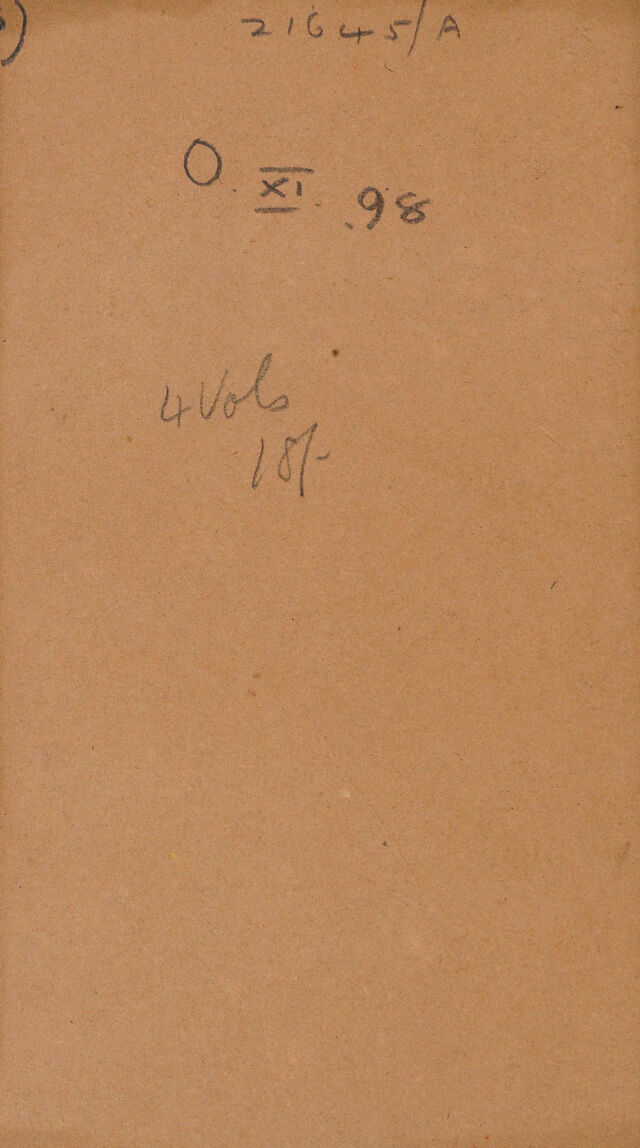 21645/A
O. XI .98
4 Vols
18/-